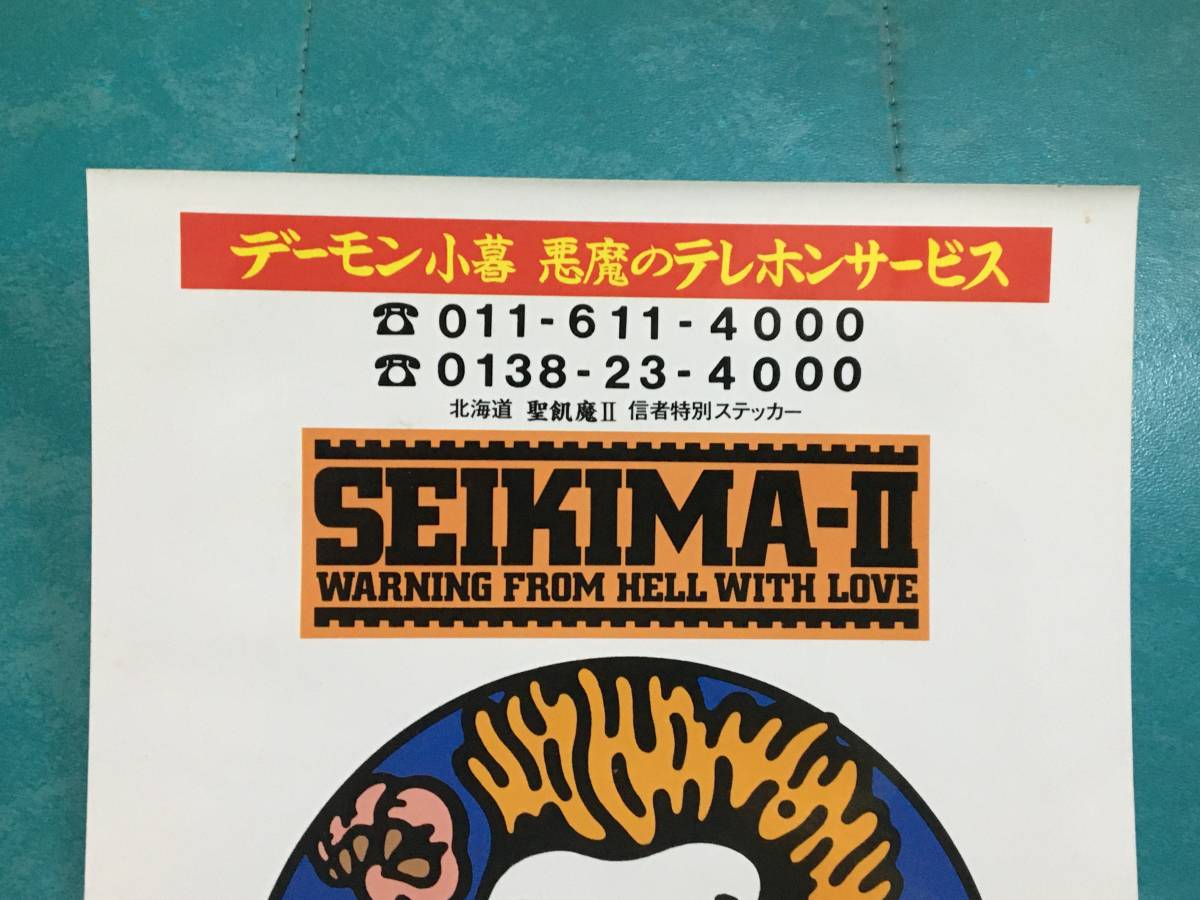 デーモン小暮 悪魔のテレホンサービス
☎ 011-611-4000
☎ 0138-23-4000
北海道 聖飢魔II 信者特別ステッカー
SEIKIMA-II
WARNING FROM HELL WITH LOVE